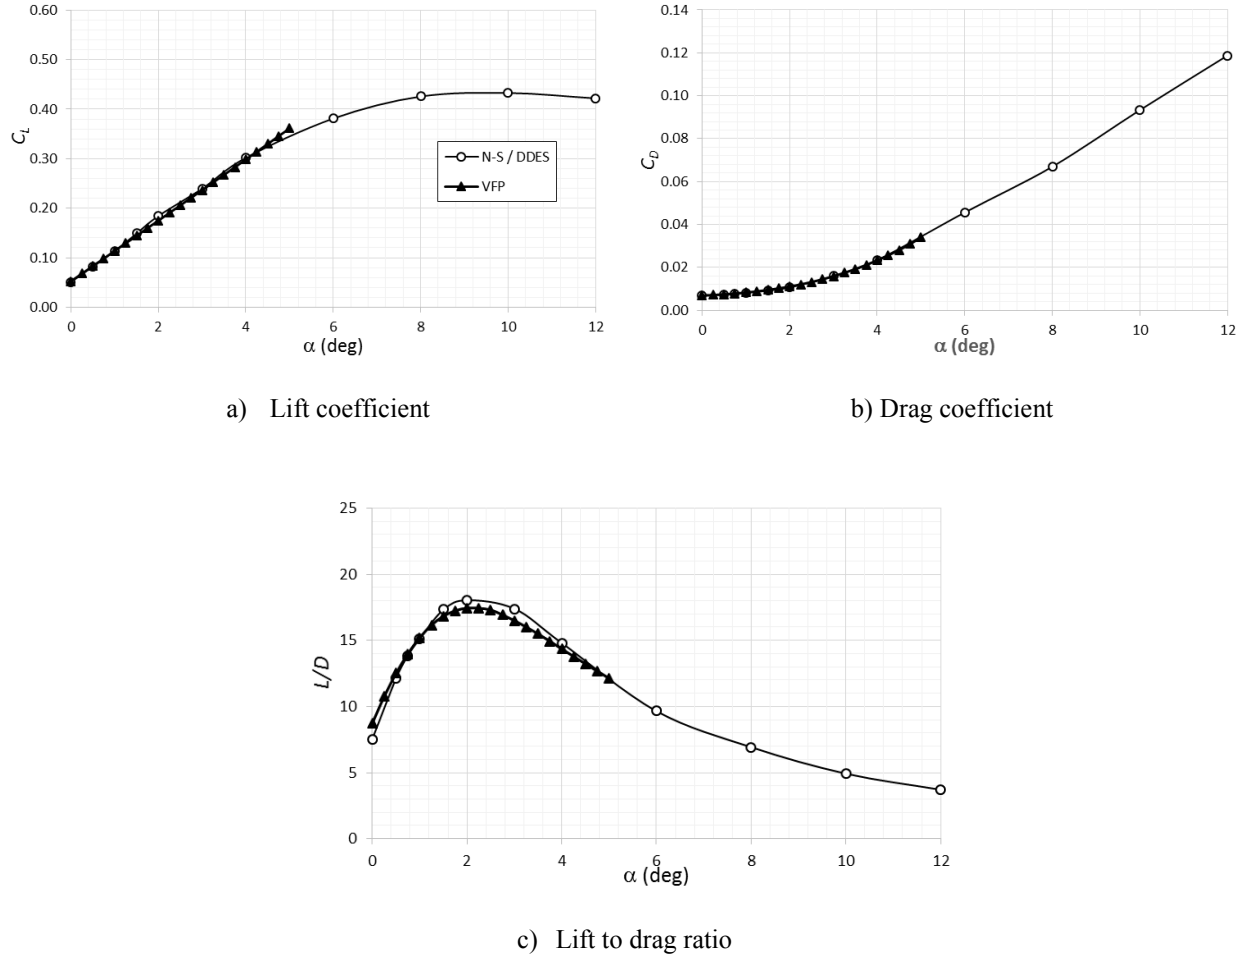 0.60
0.50
0.40
0.30
0.20
0.10
0.00
C_L
N-S / DDES
VFP
0 2 4 6 8 10 12
α (deg)
a) Lift coefficient
0.14
0.12
0.10
0.08
0.06
0.04
0.02
0.00
C_D
0 2 4 6 8 10 12
α (deg)
b) Drag coefficient
25
20
15
10
5
0
L/D
0 2 4 6 8 10 12
α (deg)
c) Lift to drag ratio